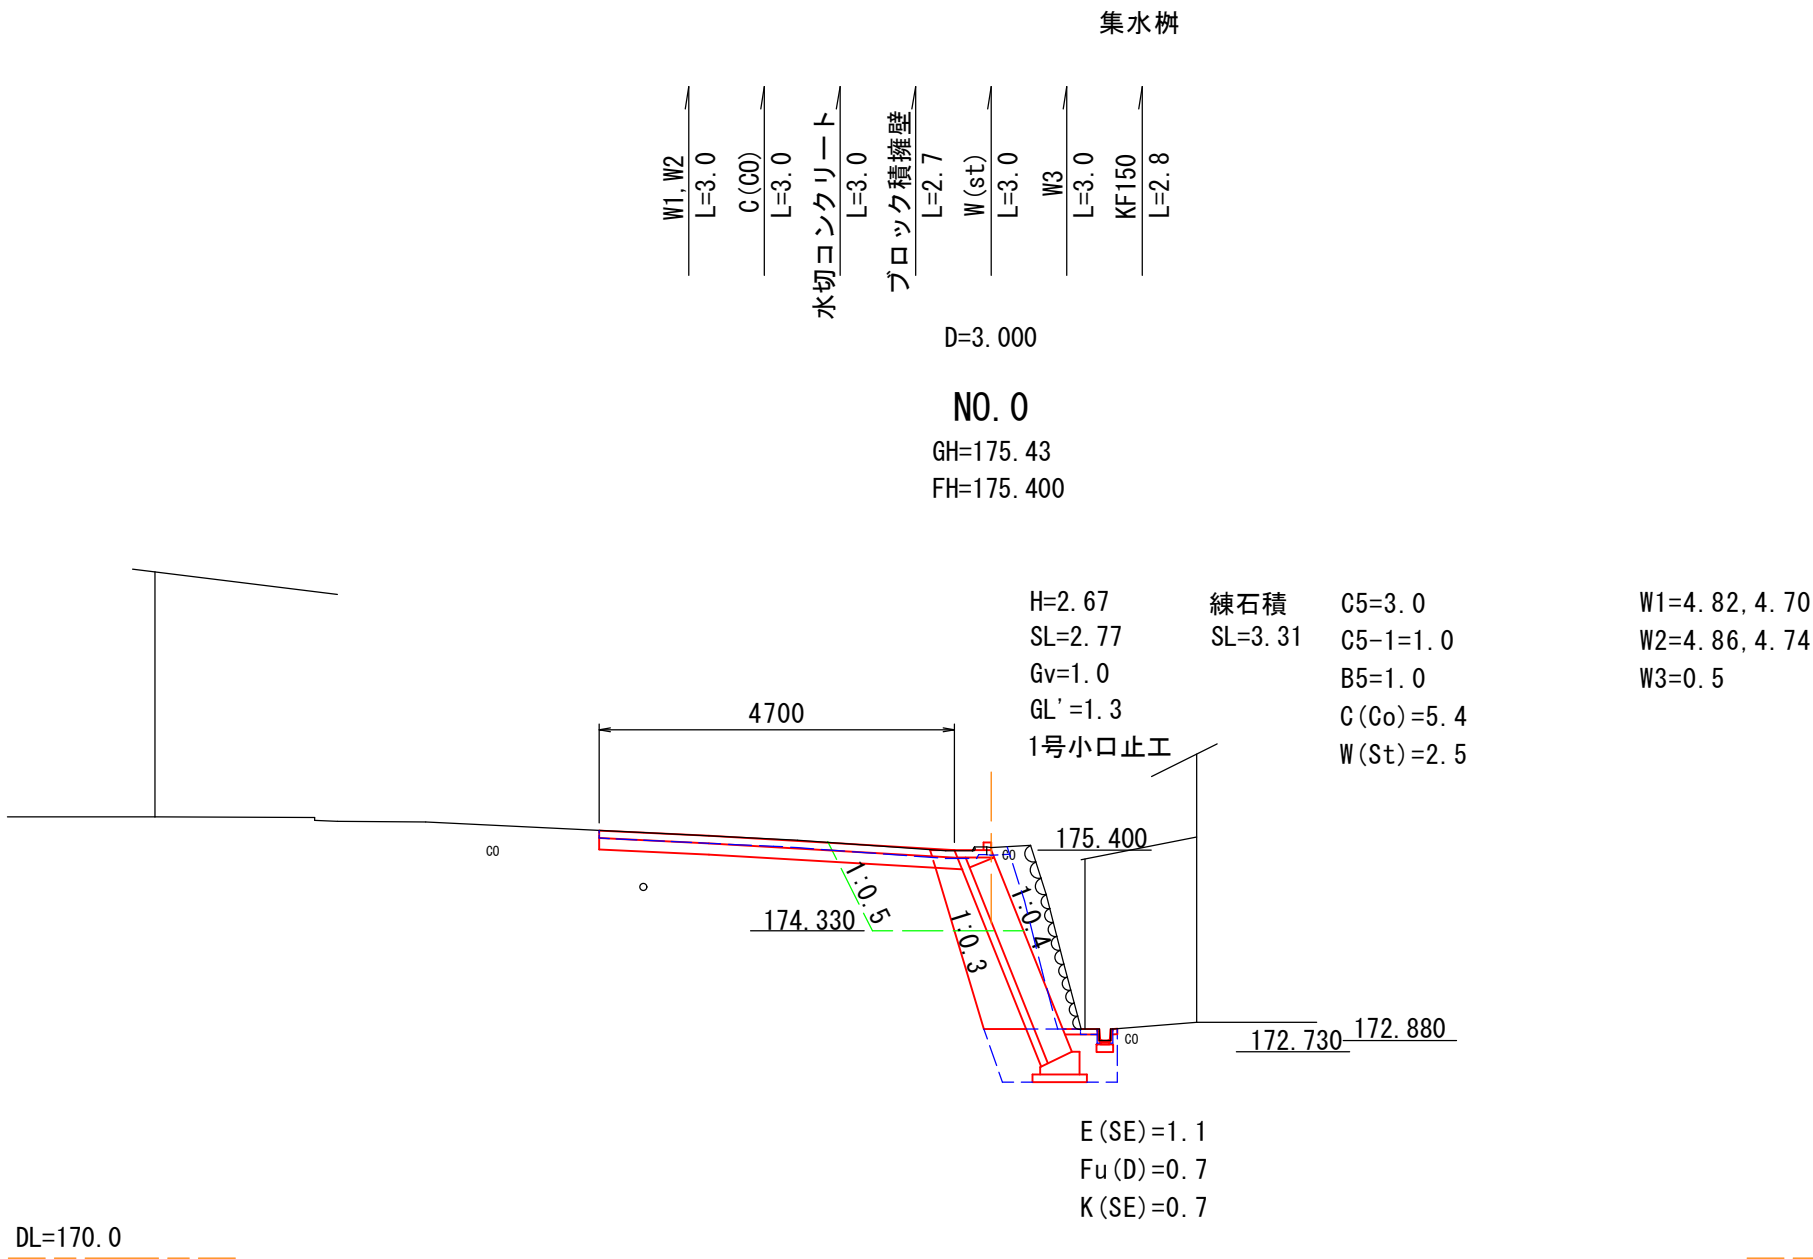 集水桝
W1,W2
L=3.0
C(CO)
L=3.0
水切コンクリート
L=3.0
ブロック積擁壁
L=2.7
W(st)
L=3.0
W3
L=3.0
KF150
L=2.8
D=3.000
NO.0
GH=175.43
FH=175.400
H=2.67
SL=2.77
Gv=1.0
GL'=1.3
1号小口止工
練石積
SL=3.31
C5=3.0
C5-1=1.0
B5=1.0
C(Co)=5.4
W(St)=2.5
W1=4.82,4.70
W2=4.86,4.74
W3=0.5
4700
175.400
CO
CO
1:0.5
1:0.4
174.330
1:0.3
CO
172.730
172.880
E(SE)=1.1
Fu(D)=0.7
K(SE)=0.7
DL=170.0